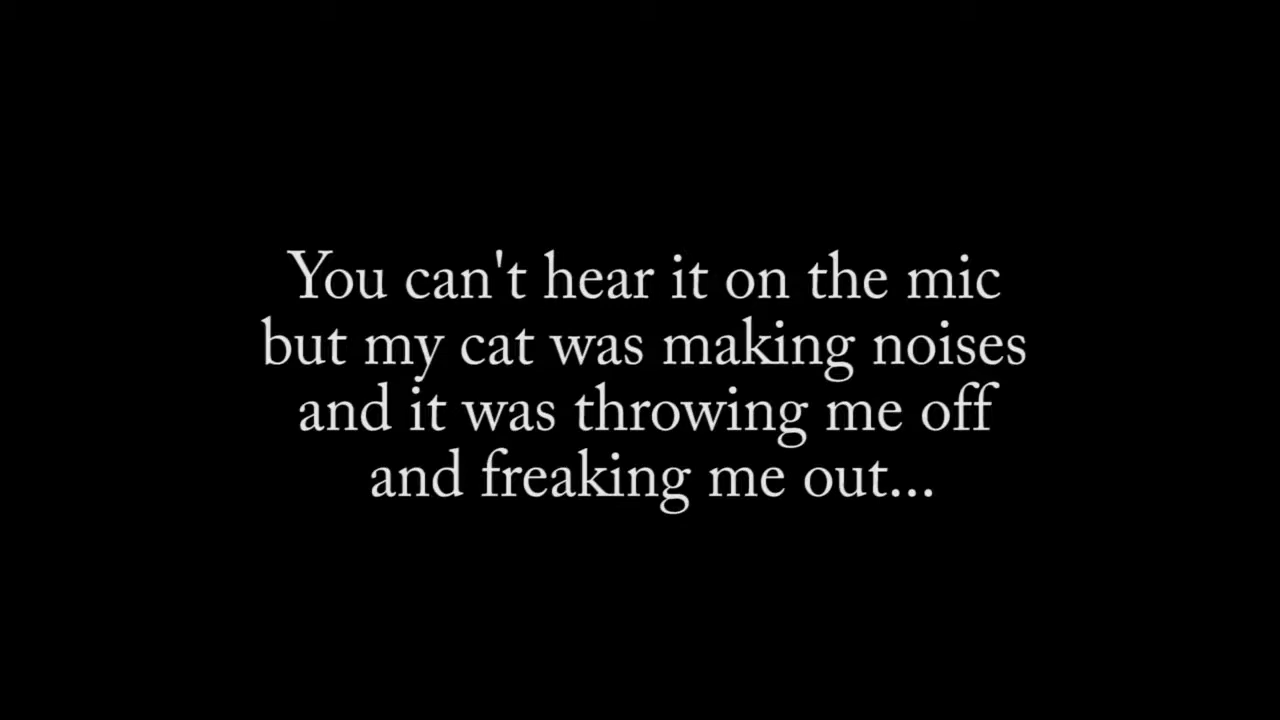 You can't hear it on the mic
but my cat was making noises
and it was throwing me off
and freaking me out...